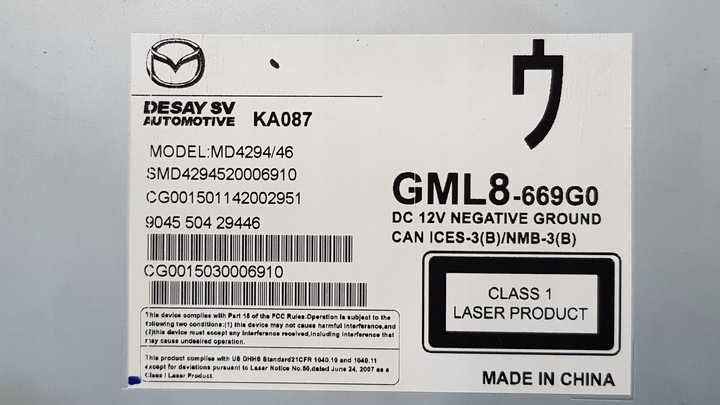 DESAY SV
AUTOMOTIVE KA087
MODEL:MD4294/46
SMD4294520006910
CG001501142002951
9045 504 29446
CG0015030006910
This device complies with Part 15 of the FCC Rules.Operation is subject to the
following two conditions:(1) this device may not cause harmful interference,and
(2)this device must accept any interference received,including interference that
may cause undesired operation.
This product complies with US DHHS Standard21CFR 1040.10 and 1040.11
except for deviations pursuant to Laser Notice No.50,dated June 24, 2007 as a
Class I Laser Product.
ウ
GML8-669G0
DC 12V NEGATIVE GROUND
CAN ICES-3(B)/NMB-3(B)
CLASS 1
LASER PRODUCT
MADE IN CHINA